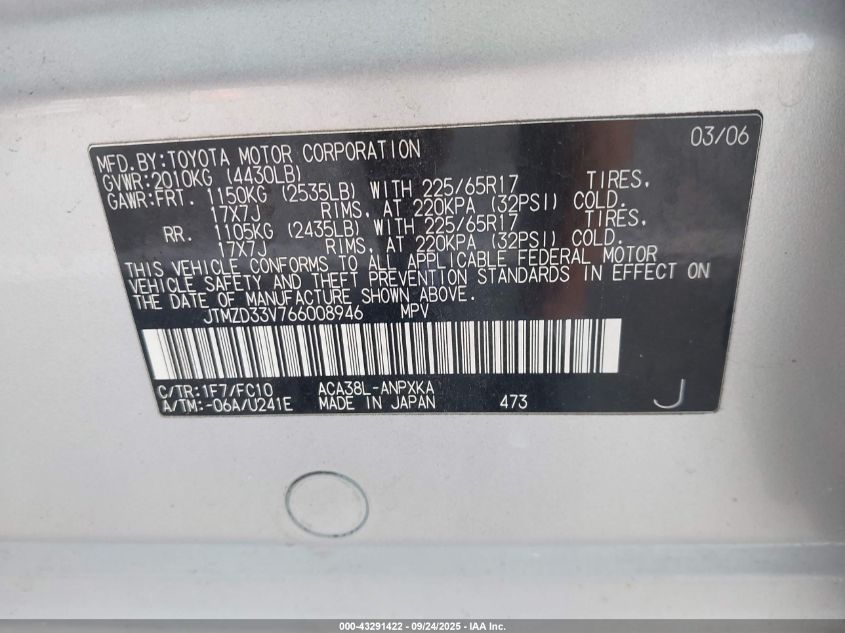 03/06
MFD.BY:TOYOTA MOTOR CORPORATION
GVWR:2010KG (4430LB)
GAWR:FRT. 1150KG (2535LB) WITH 225/65R17 TIRES,
17X7J RIMS, AT 220KPA (32PSI) COLD.
RR. 1105KG (2435LB) WITH 225/65R17 TIRES,
17X7J RIMS, AT 220KPA (32PSI) COLD.
THIS VEHICLE CONFORMS TO ALL APPLICABLE FEDERAL MOTOR
VEHICLE SAFETY AND THEFT PREVENTION STANDARDS IN EFFECT ON
THE DATE OF MANUFACTURE SHOWN ABOVE.
JTMZD33V766008946 MPV
C/TR:1F7/FC10 ACA38L-ANPXKA
A/TM:-06A/U241E MADE IN JAPAN 473 J
000-43291422 - 09/24/2025 - IAA Inc.